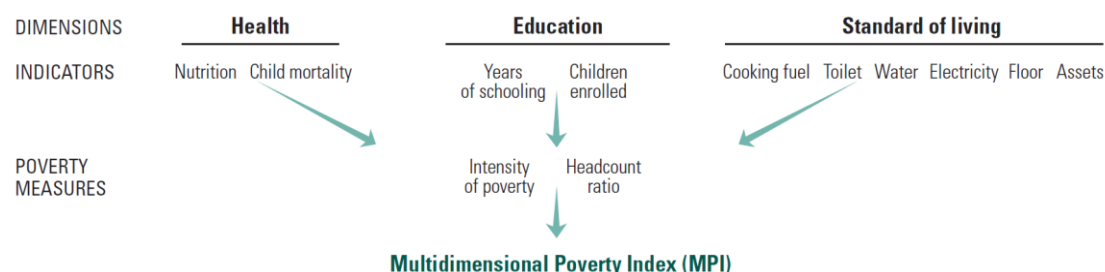 DIMENSIONS Health Education Standard of living
INDICATORS Nutrition Child mortality Years of schooling Children enrolled Cooking fuel Toilet Water Electricity Floor Assets
POVERTY MEASURES Intensity of poverty Headcount ratio
Multidimensional Poverty Index (MPI)